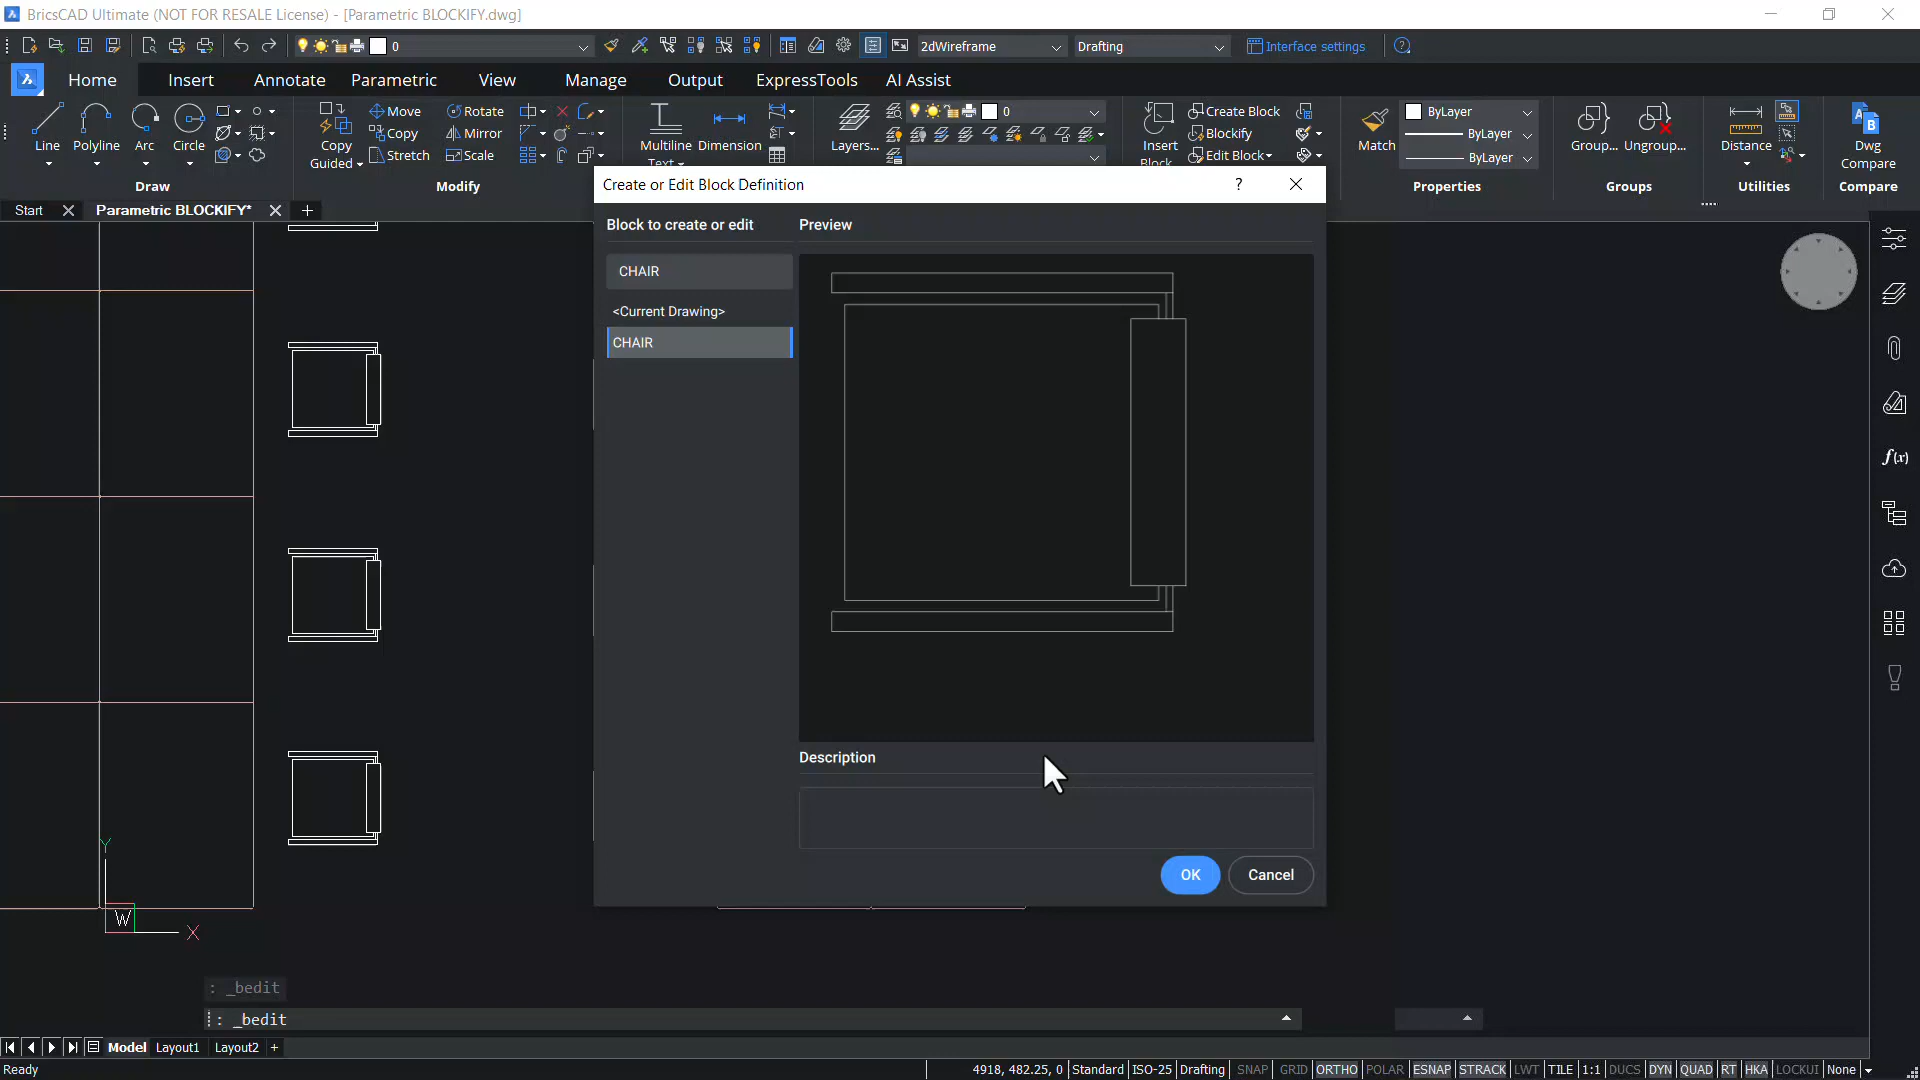 BricsCAD Ultimate (NOT FOR RESALE License) - [Parametric BLOCKIFY.dwg]
0
2dWireframe
Drafting
Interface settings
Home
Insert
Annotate
Parametric
View
Manage
Output
ExpressTools
AI Assist
Line
Polyline
Arc
Circle
Draw
Copy
Guided
Move
Copy
Stretch
Rotate
Mirror
Scale
Modify
Multiline
Text
Dimension
Layers...
0
Insert
Block
Create Block
Blockify
Edit Block
Match
ByLayer
ByLayer
ByLayer
Properties
Group...
Ungroup...
Groups
Distance
Utilities
Dwg
Compare
Compare
Start
Parametric BLOCKIFY*
Create or Edit Block Definition
?
Block to create or edit
CHAIR
<Current Drawing>
CHAIR
Preview
Description
OK
Cancel
f(x)
Y
W
X
: _bedit
: _bedit
Model
Layout1
Layout2
+
Ready
4918, 482.25, 0
Standard
ISO-25
Drafting
SNAP
GRID
ORTHO
POLAR
ESNAP
STRACK
LWT
TILE
1:1
DUCS
DYN
QUAD
RT
HKA
LOCKUI
None